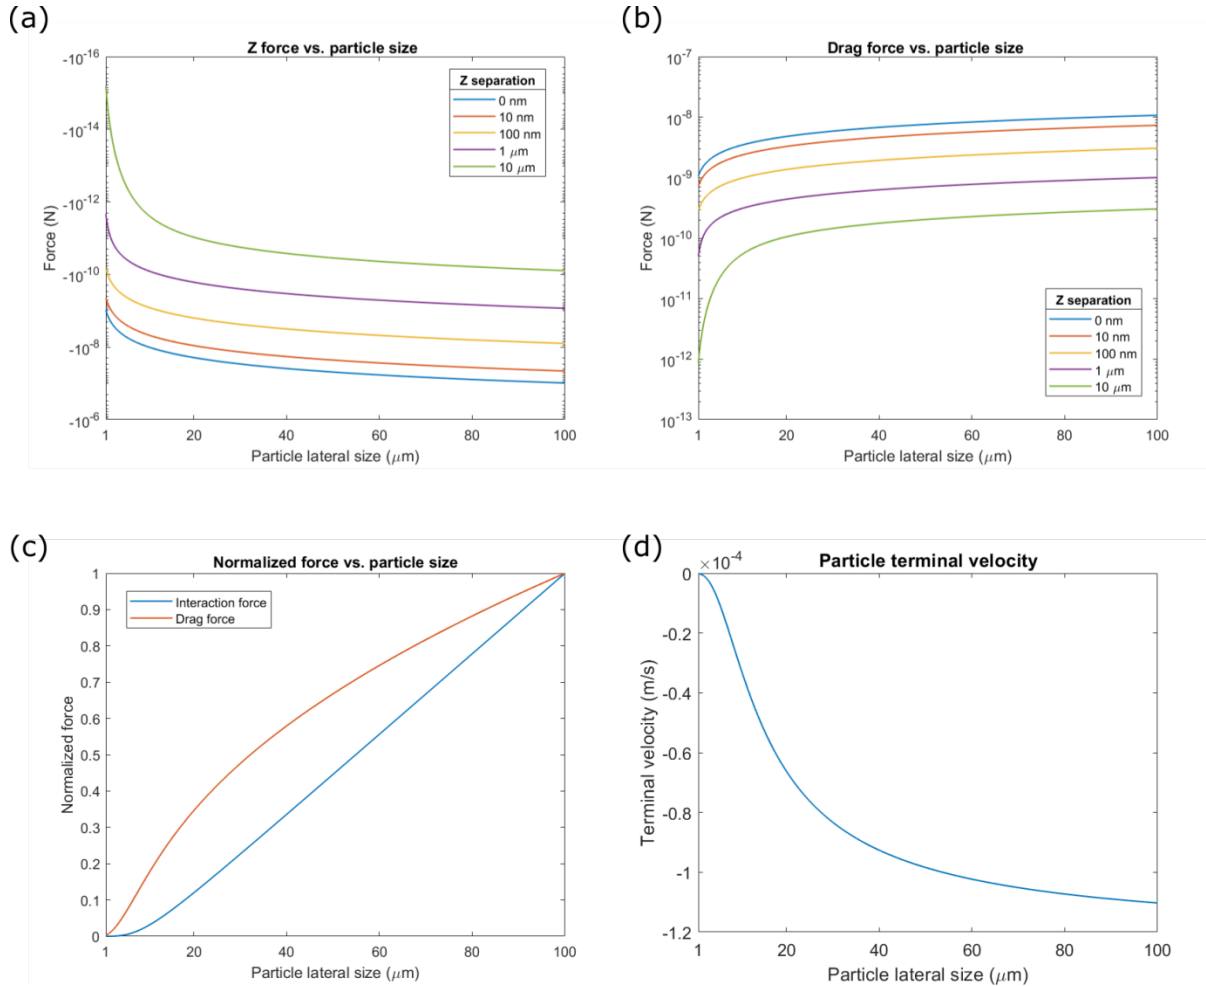 (a)
Z force vs. particle size
-10^-16
-10^-14
-10^-12
-10^-10
-10^-8
-10^-6
Force (N)
Z separation
0 nm
10 nm
100 nm
1 μm
10 μm
1 20 40 60 80 100
Particle lateral size (μm)
(b)
Drag force vs. particle size
10^-7
10^-8
10^-9
10^-10
10^-11
10^-12
10^-13
Force (N)
Z separation
0 nm
10 nm
100 nm
1 μm
10 μm
1 20 40 60 80 100
Particle lateral size (μm)
(c)
Normalized force vs. particle size
1
0.9
0.8
0.7
0.6
0.5
0.4
0.3
0.2
0.1
0
Normalized force
Interaction force
Drag force
1 20 40 60 80 100
Particle lateral size (μm)
(d)
×10^-4
Particle terminal velocity
0
-0.2
-0.4
-0.6
-0.8
-1
-1.2
Terminal velocity (m/s)
1 20 40 60 80 100
Particle lateral size (μm)